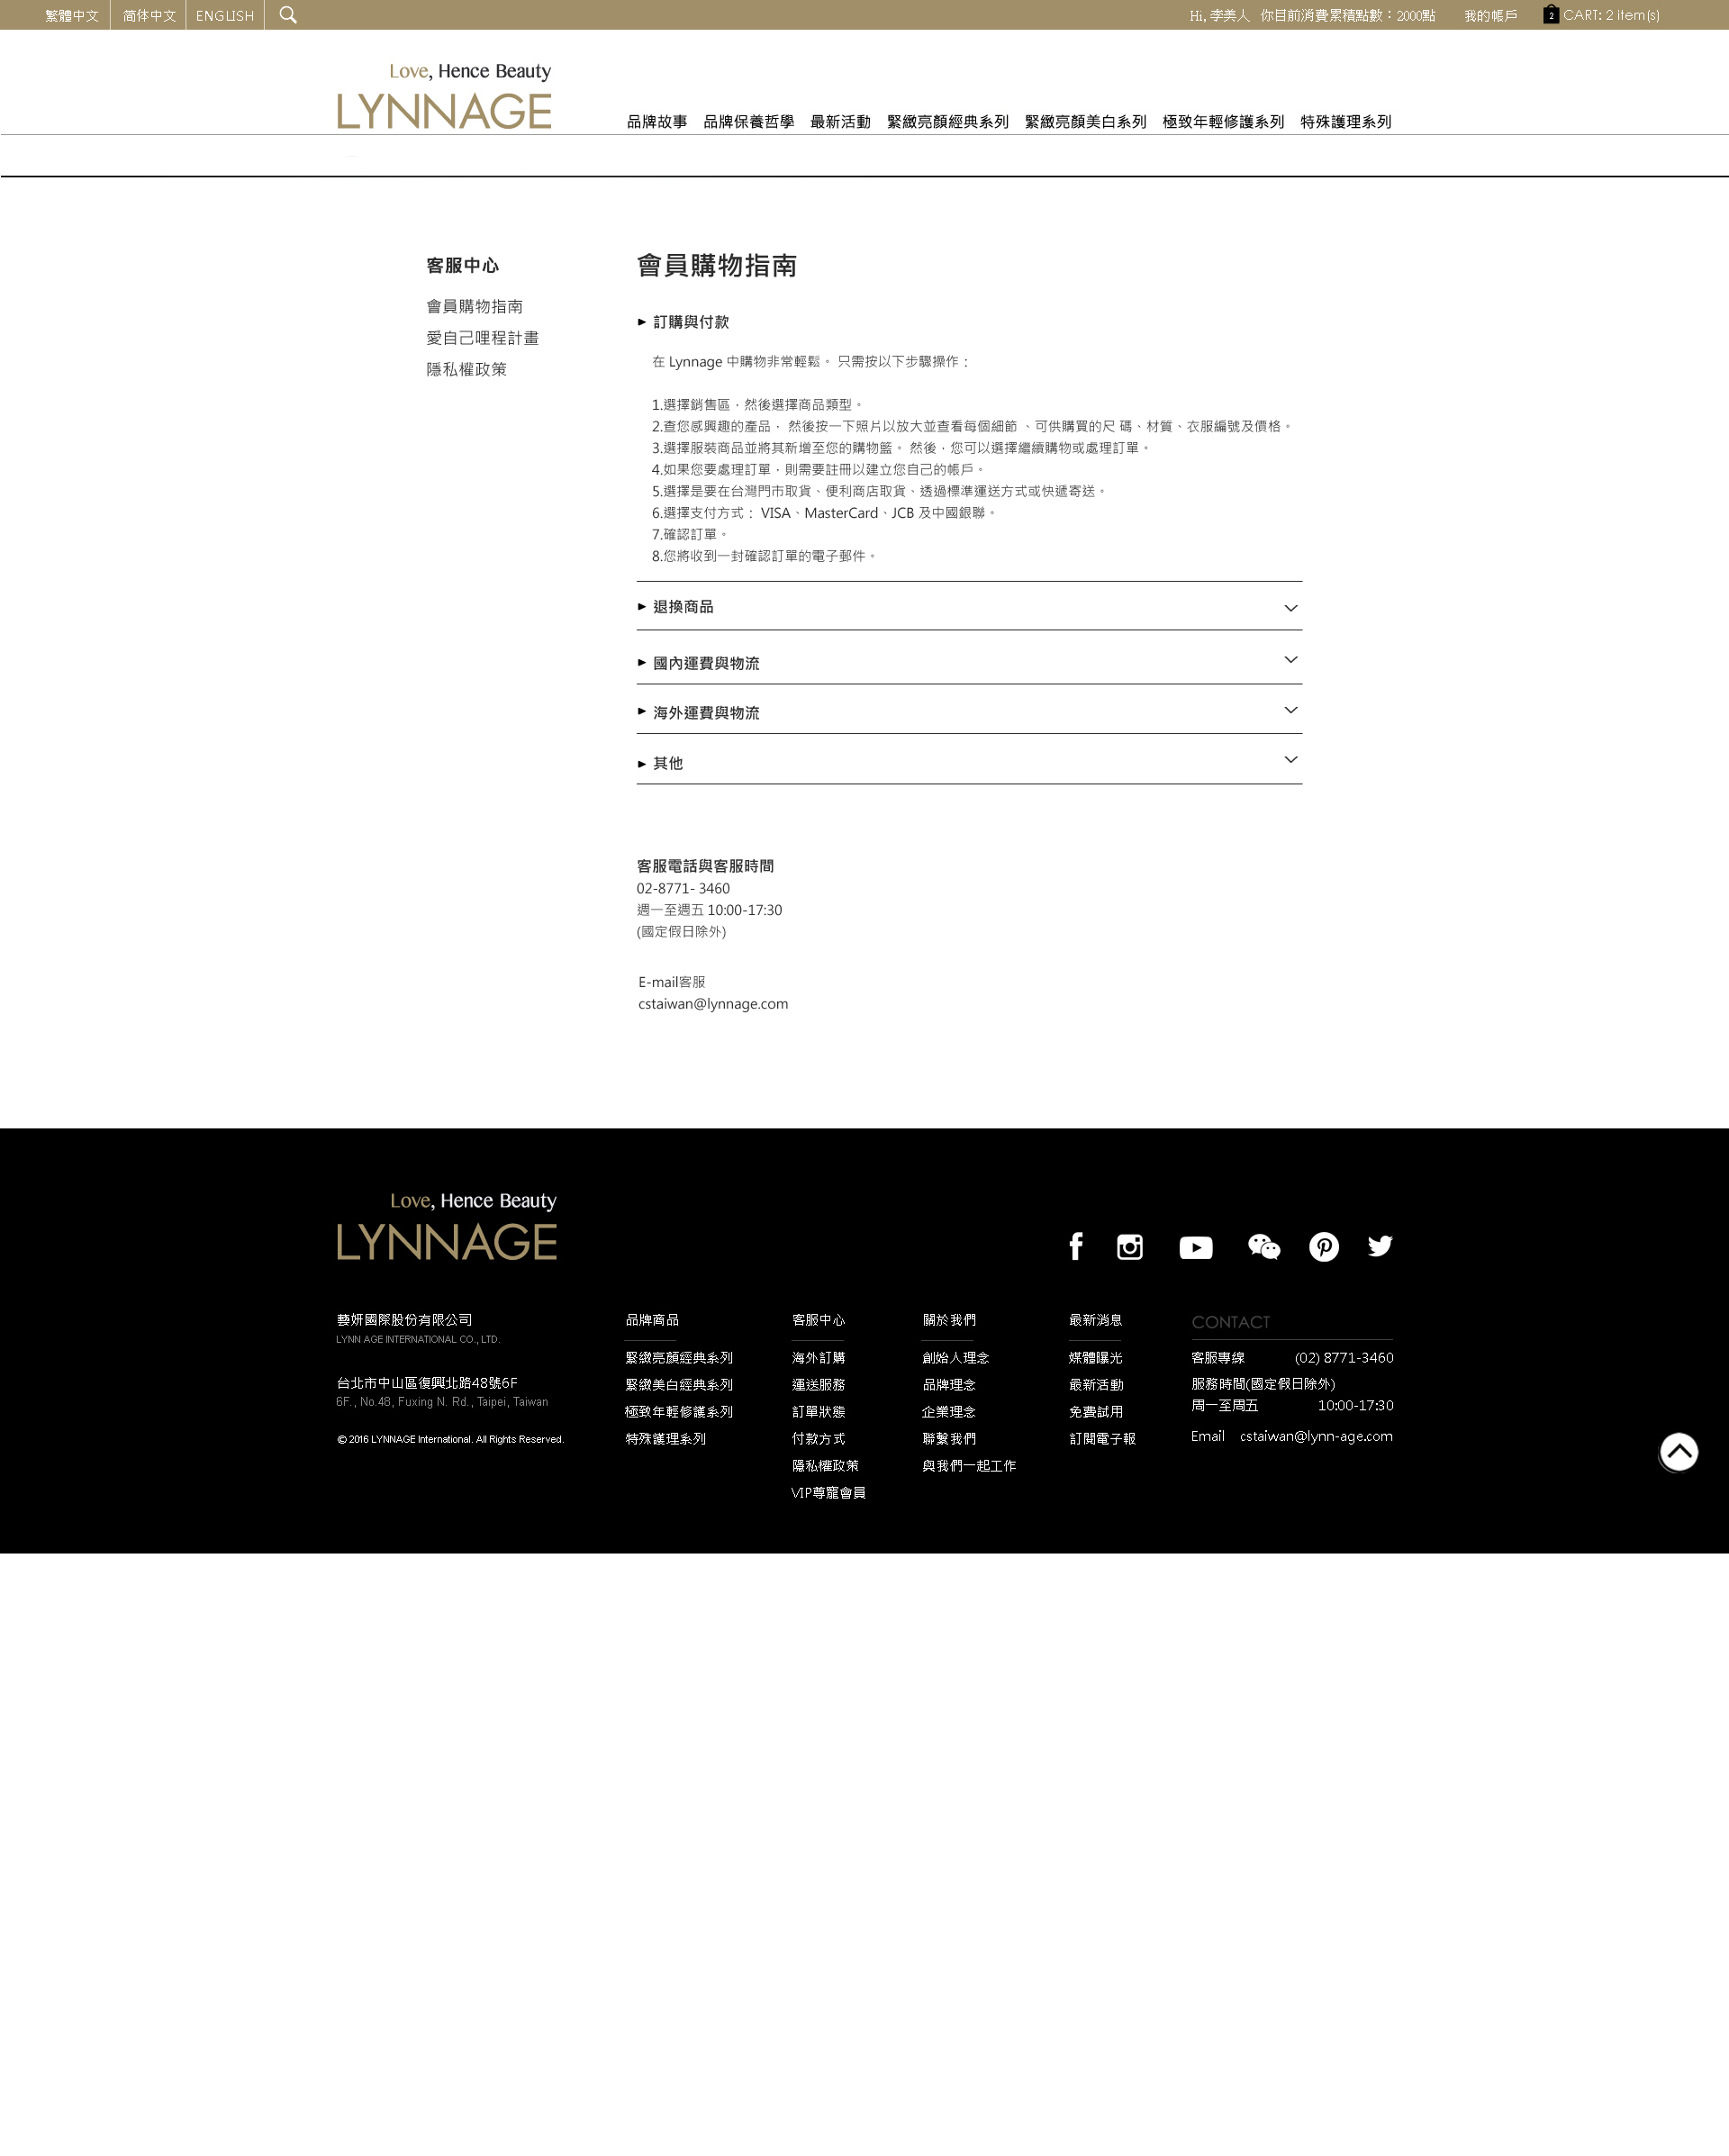 繁體中文 简体中文 ENGLISH
Hi, 李美人 你目前消費累積點數：2000點 我的帳戶 2 CART: 2 item(s)
Love, Hence Beauty
LYNNAGE
品牌故事 品牌保養哲學 最新活動 緊緻亮顏經典系列 緊緻亮顏美白系列 極致年輕修護系列 特殊護理系列
客服中心
會員購物指南
愛自己哩程計畫
隱私權政策
會員購物指南
► 訂購與付款
在 Lynnage 中購物非常輕鬆。 只需按以下步驟操作：
1.選擇銷售區，然後選擇商品類型。
2.查您感興趣的產品， 然後按一下照片以放大並查看每個細節 、可供購買的尺 碼、材質、衣服編號及價格。
3.選擇服裝商品並將其新增至您的購物籃。 然後，您可以選擇繼續購物或處理訂單。
4.如果您要處理訂單，則需要註冊以建立您自己的帳戶。
5.選擇是要在台灣門市取貨、便利商店取貨、透過標準運送方式或快遞寄送。
6.選擇支付方式： VISA、MasterCard、JCB 及中國銀聯。
7.確認訂單。
8.您將收到一封確認訂單的電子郵件。
► 退換商品
► 國內運費與物流
► 海外運費與物流
► 其他
客服電話與客服時間
02-8771- 3460
週一至週五 10:00-17:30
(國定假日除外)
E-mail客服
cstaiwan@lynnage.com
Love, Hence Beauty
LYNNAGE
藝妍國際股份有限公司
LYNN AGE INTERNATIONAL CO., LTD.
台北市中山區復興北路48號6F
6F., No.48, Fuxing N. Rd., Taipei, Taiwan
© 2016 LYNNAGE International. All Rights Reserved.
品牌商品
緊緻亮顏經典系列
緊緻美白經典系列
極致年輕修護系列
特殊護理系列
客服中心
海外訂購
運送服務
訂單狀態
付款方式
隱私權政策
VIP尊寵會員
關於我們
創始人理念
品牌理念
企業理念
聯繫我們
與我們一起工作
最新消息
媒體曝光
最新活動
免費試用
訂閱電子報
CONTACT
客服專線 (02) 8771-3460
服務時間(國定假日除外)
周一至周五 10:00-17:30
Email cstaiwan@lynn-age.com